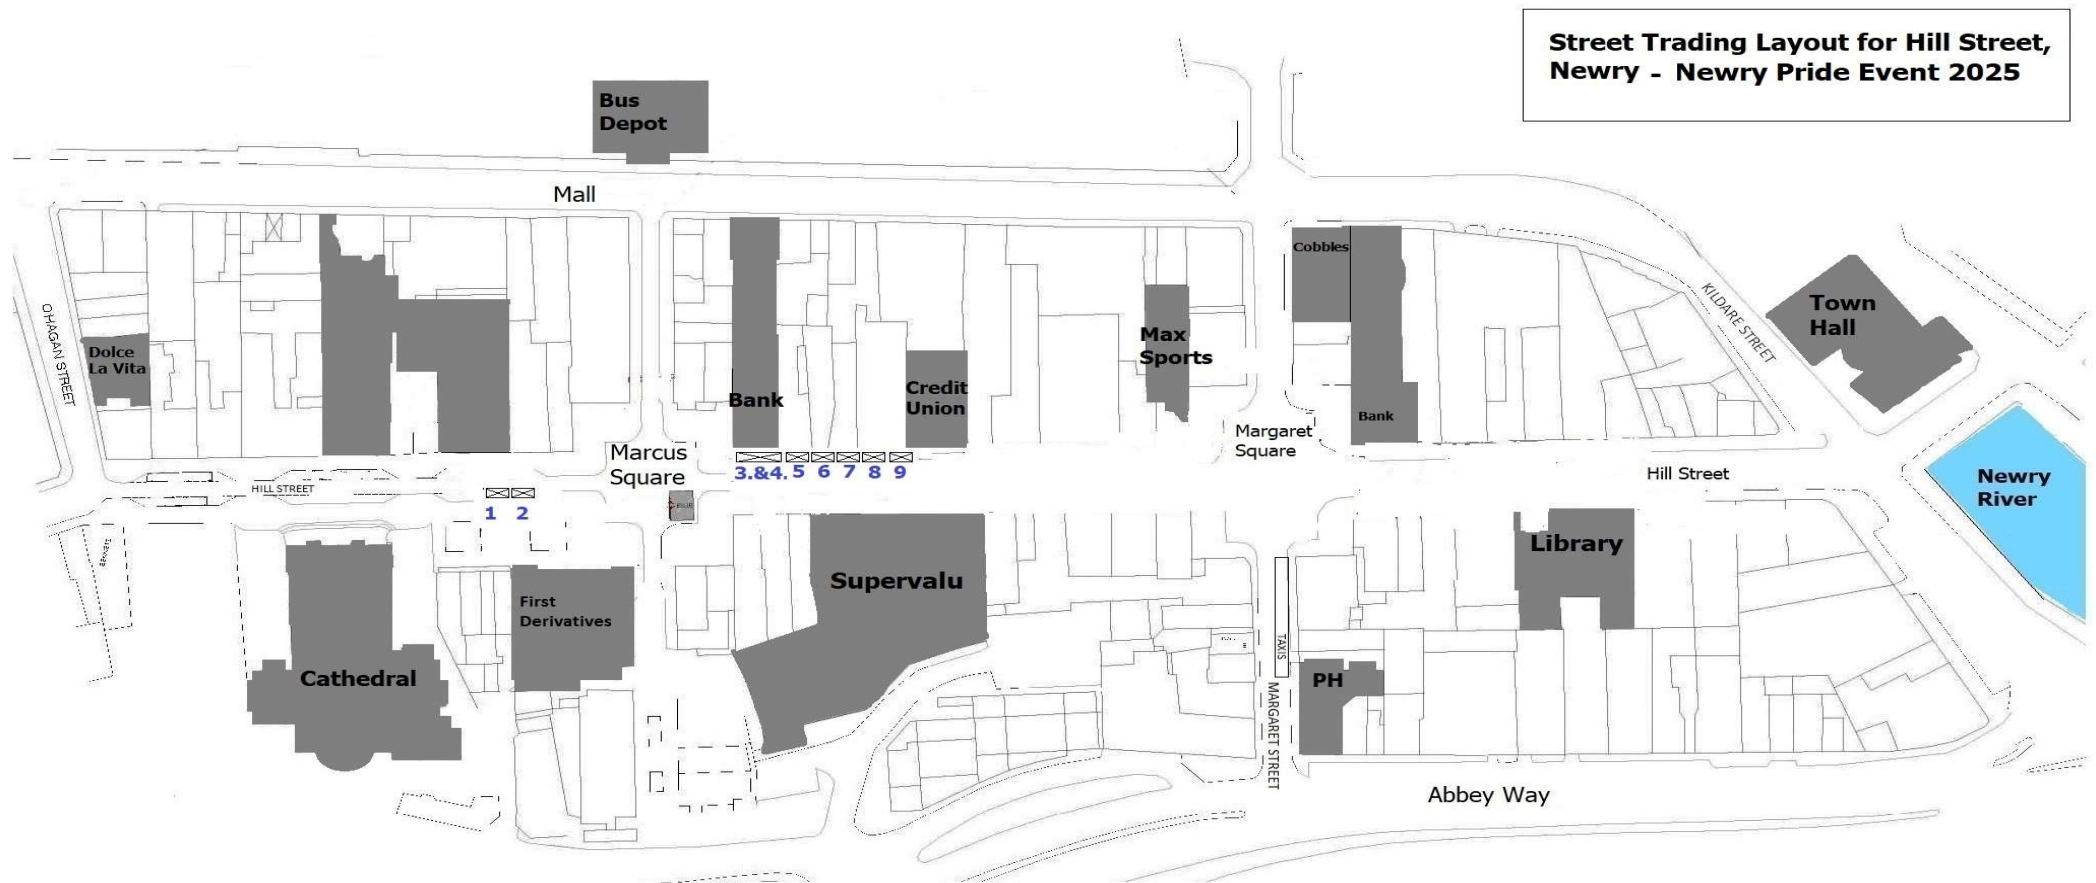 Street Trading Layout for Hill Street,
Newry - Newry Pride Event 2025
Bus
Depot
Mall
Cobbles
KILDARE STREET
Town
Hall
O'HAGAN STREET
Dolce
La Vita
Max
Sports
Bank
Credit
Union
Bank
Margaret
Square
Marcus
Square
Hill Street
Newry
River
3.&4. 5 6 7 8 9
HILL STREET
1 2
Library
Supervalu
First
Derivatives
TAXIS
Cathedral
PH
MARGARET STREET
Abbey Way